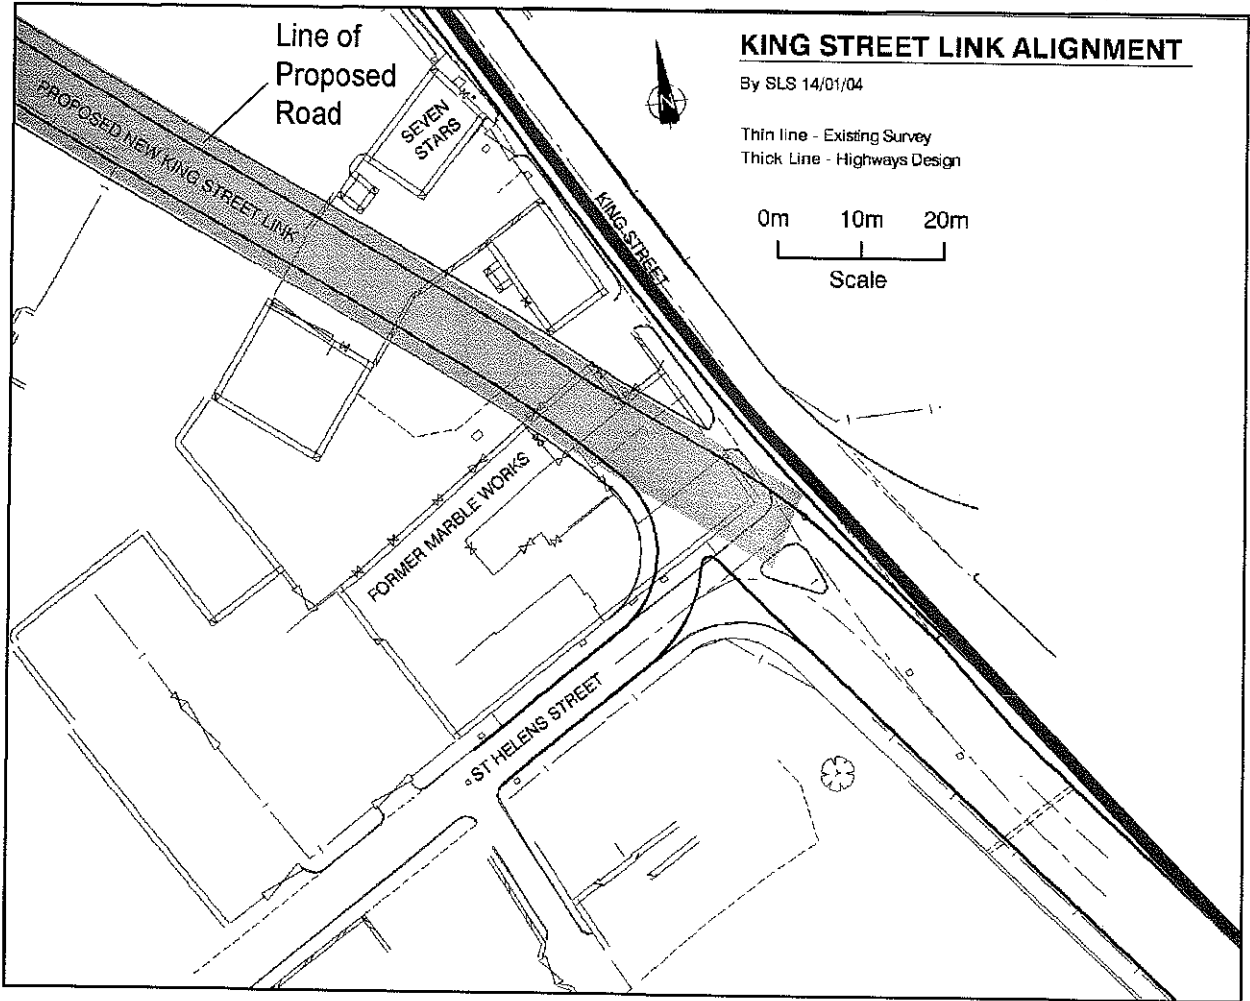 KING STREET LINK ALIGNMENT
By SLS 14/01/04
Thin line - Existing Survey
Thick Line - Highways Design
0m 10m 20m
Scale
N
Line of
Proposed
Road
PROPOSED NEW KING STREET LINK
SEVEN
STARS
KING STREET
FORMER MARBLE WORKS
ST HELENS STREET